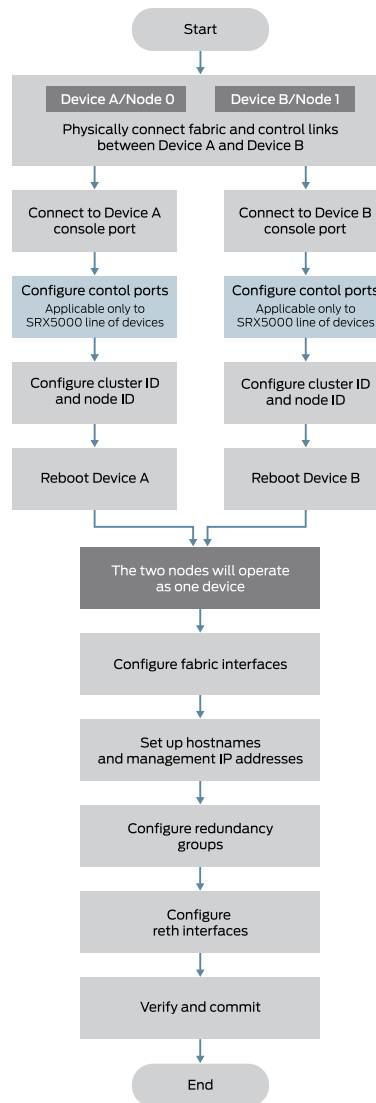 Start
Device A/Node 0
Device B/Node 1
Physically connect fabric and control links
between Device A and Device B
Connect to Device A
console port
Connect to Device B
console port
Configure contol ports
Applicable only to
SRX5000 line of devices
Configure contol ports
Applicable only to
SRX5000 line of devices
Configure cluster ID
and node ID
Configure cluster ID
and node ID
Reboot Device A
Reboot Device B
The two nodes will operate
as one device
Configure fabric interfaces
Set up hostnames
and management IP addresses
Configure redundancy
groups
Configure
reth interfaces
Verify and commit
End